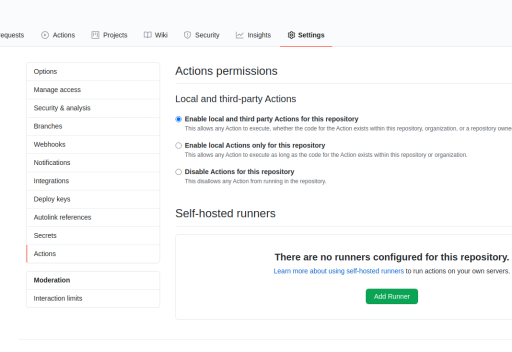 equests Actions Projects Wiki Security Insights Settings
Options
Manage access
Security & analysis
Branches
Webhooks
Notifications
Integrations
Deploy keys
Autolink references
Secrets
Actions
Moderation
Interaction limits
Actions permissions
Local and third-party Actions
Enable local and third party Actions for this repository
This allows any Action to execute, whether the code for the Action exists within this repository, organization, or a repository owne
Enable local Actions only for this repository
This allows any Action to execute as long as the code for the Action exists within this repository or organization.
Disable Actions for this repository
This disallows any Action from running in the repository.
Self-hosted runners
There are no runners configured for this repository.
Learn more about using self-hosted runners to run actions on your own servers.
Add Runner